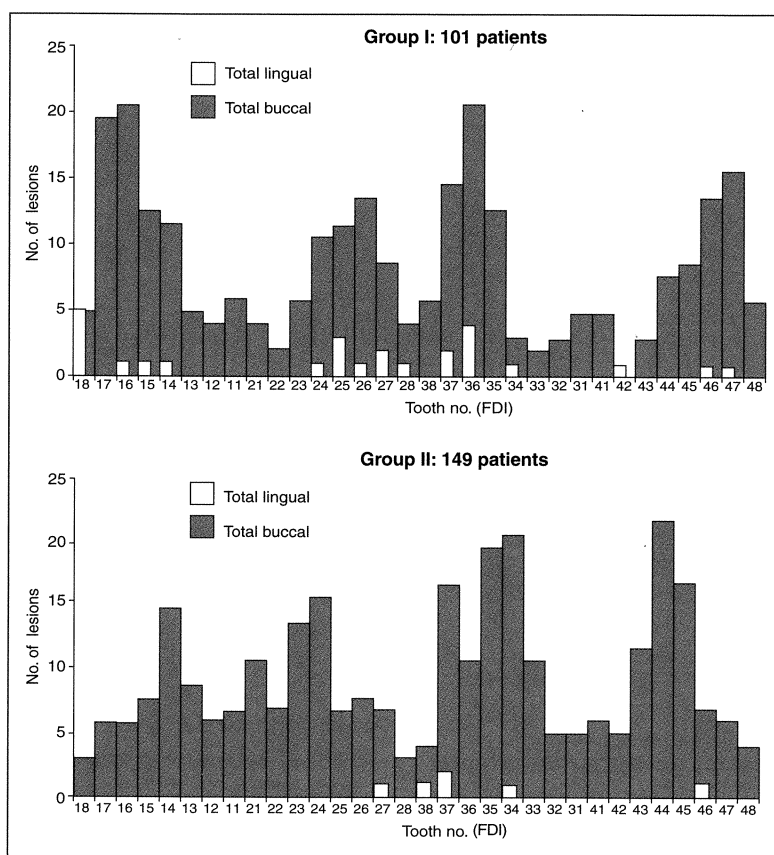 Group I: 101 patients
25
20
15
10
5
0
No. of lesions
Total lingual
Total buccal
18 17 16 15 14 13 12 11 21 22 23 24 25 26 27 28 38 37 36 35 34 33 32 31 41 42 43 44 45 46 47 48
Tooth no. (FDI)
Group II: 149 patients
25
20
15
10
5
0
No. of lesions
Total lingual
Total buccal
18 17 16 15 14 13 12 11 21 22 23 24 25 26 27 28 38 37 36 35 34 33 32 31 41 42 43 44 45 46 47 48
Tooth no. (FDI)